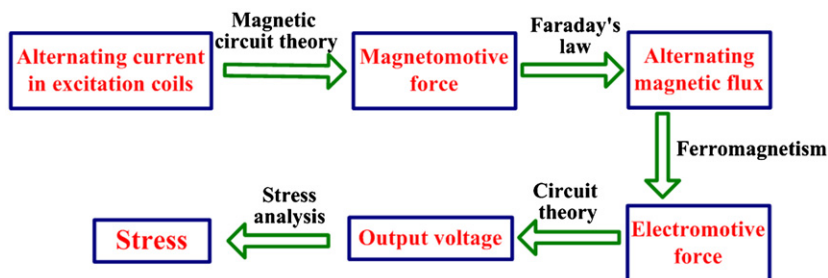 Magnetic
circuit theory
Faraday's
law
Alternating current
in excitation coils
Magnetomotive
force
Alternating
magnetic flux
Ferromagnetism
Stress
analysis
Circuit
theory
Stress
Output voltage
Electromotive
force